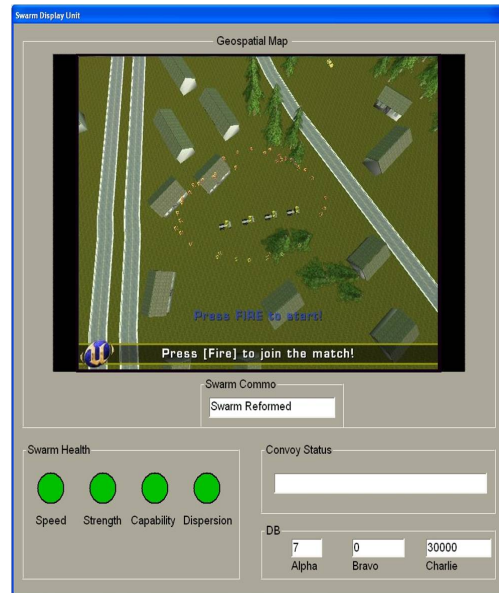 Swarm Display Unit
Geospatial Map
Press FIRE to start!
Press [Fire] to join the match!
Swarm Commo
Swarm Reformed
Swarm Health
Speed Strength Capability Dispersion
Convoy Status
DB
7 0 30000
Alpha Bravo Charlie